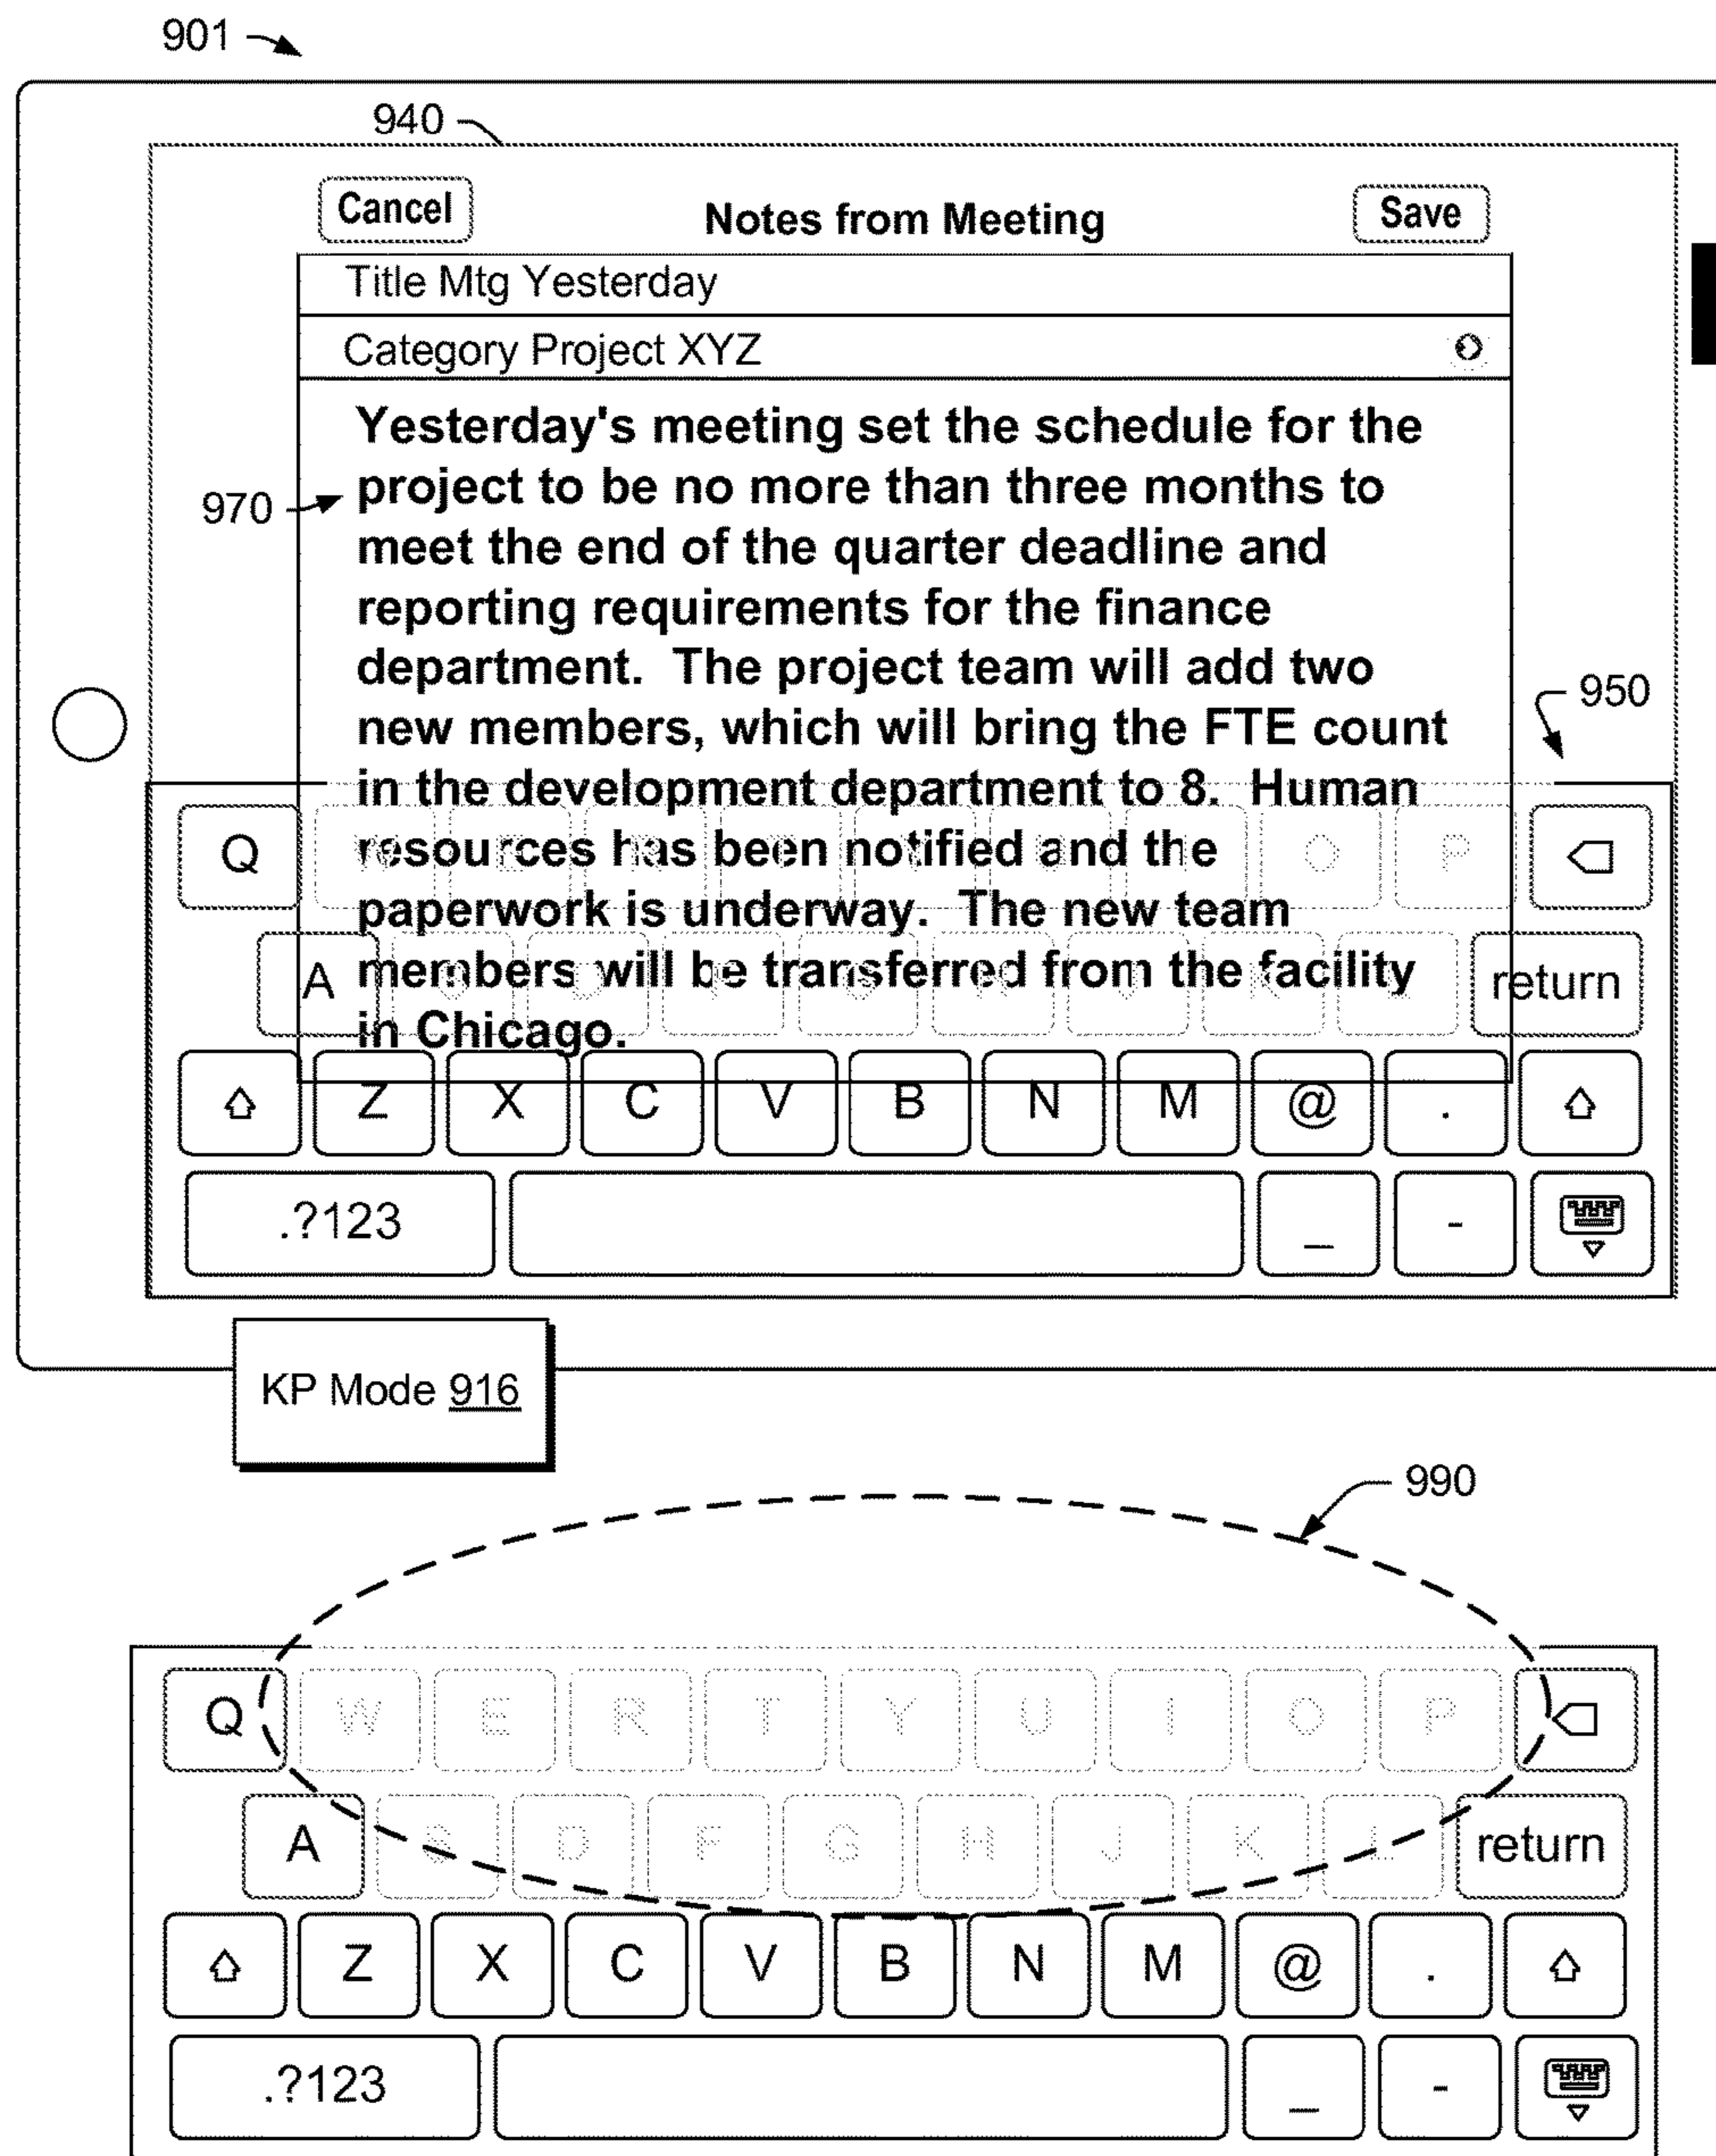 901
940
Cancel Notes from Meeting Save
Title Mtg Yesterday
Category Project XYZ
Yesterday's meeting set the schedule for the
970 project to be no more than three months to
meet the end of the quarter deadline and
reporting requirements for the finance
department. The project team will add two
950
new members, which will bring the FTE count
in the development department to 8. Human
resources has been notified and the
Q O P
paperwork is underway. The new team
members will be transferred from the facility
A return
in Chicago.
Z X C V B N M @ .
.?123 _ -
KP Mode 916
990
Q W E R T Y U I O P
A S D F G H J K L return
Z X C V B N M @ .
.?123 _ -